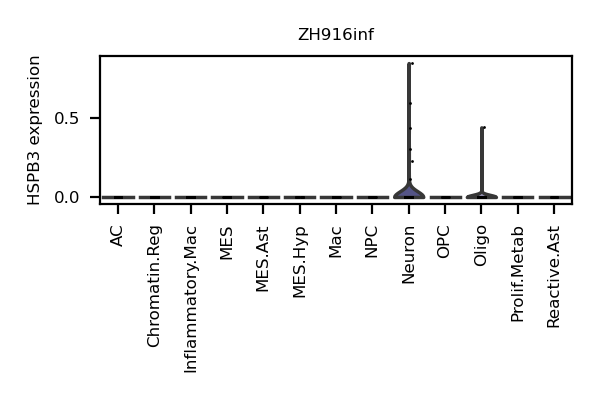 ZH916inf
HSPB3 expression
0.5
0.0
AC
Chromatin.Reg
Inflammatory.Mac
MES
MES.Ast
MES.Hyp
Mac
NPC
Neuron
OPC
Oligo
Prolif.Metab
Reactive.Ast